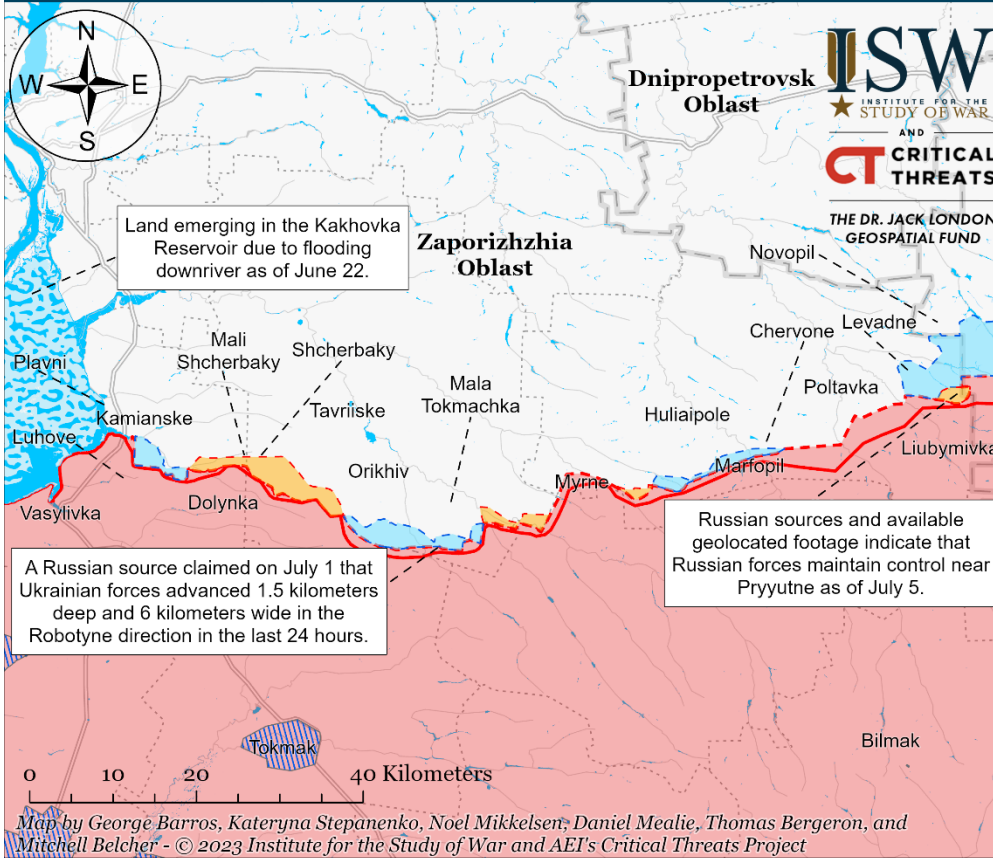 N
W
E
S
ISW
INSTITUTE FOR THE
STUDY OF WAR
AND
CT CRITICAL
THREATS
THE DR. JACK LONDON
GEOSPATIAL FUND
Dnipropetrovsk
Oblast
Land emerging in the Kakhovka
Reservoir due to flooding
downriver as of June 22.
Zaporizhzhia
Oblast
Novopil
Chervone
Levadne
Mali
Shcherbaky
Shcherbaky
Plavni
Mala
Tokmachka
Poltavka
Kamianske
Tavriiske
Huliaipole
Luhove
Orikhiv
Marfopil
Liubymivka
Myrne
Vasylivka
Dolynka
Russian sources and available
geolocated footage indicate that
Russian forces maintain control near
Pryyutne as of July 5.
A Russian source claimed on July 1 that
Ukrainian forces advanced 1.5 kilometers
deep and 6 kilometers wide in the
Robotyne direction in the last 24 hours.
Tokmak
Bilmak
0 10 20 40 Kilometers
Map by George Barros, Kateryna Stepanenko, Noel Mikkelsen, Daniel Mealie, Thomas Bergeron, and
Mitchell Belcher - © 2023 Institute for the Study of War and AEI's Critical Threats Project